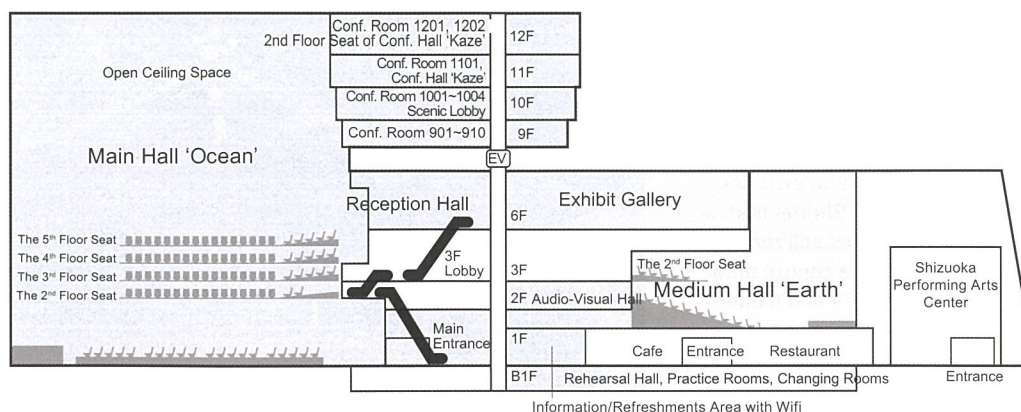 Conf. Room 1201, 1202
2nd Floor Seat of Conf. Hall 'Kaze'
12F
Open Ceiling Space
Conf. Room 1101,
Conf. Hall 'Kaze'
11F
Conf. Room 1001~1004
Scenic Lobby
10F
Conf. Room 901~910
9F
Main Hall 'Ocean'
EV
Reception Hall
Exhibit Gallery
6F
The 5th Floor Seat
The 4th Floor Seat
The 3rd Floor Seat
The 2nd Floor Seat
3F
Lobby
3F
The 2nd Floor Seat
2F Audio-Visual Hall
Medium Hall 'Earth'
Shizuoka
Performing Arts
Center
Main
Entrance
1F
Cafe
Entrance
Restaurant
B1F
Rehearsal Hall, Practice Rooms, Changing Rooms
Entrance
Information/Refreshments Area with Wifi